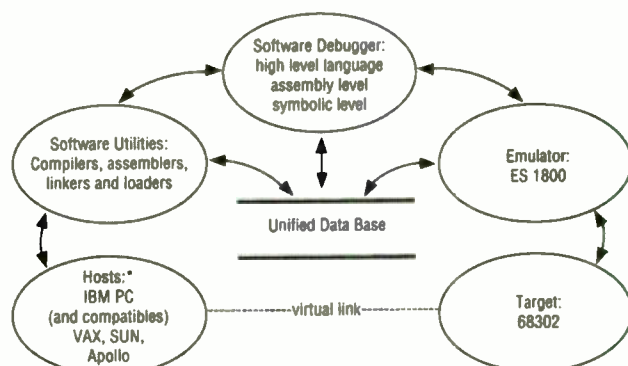 Software Debugger:
high level language
assembly level
symbolic level
Software Utilities:
Compilers, assemblers,
linkers and loaders
Emulator:
ES 1800
Unified Data Base
Hosts:*
IBM PC
(and compatibles)
VAX, SUN,
Apollo
virtual link
Target:
68302